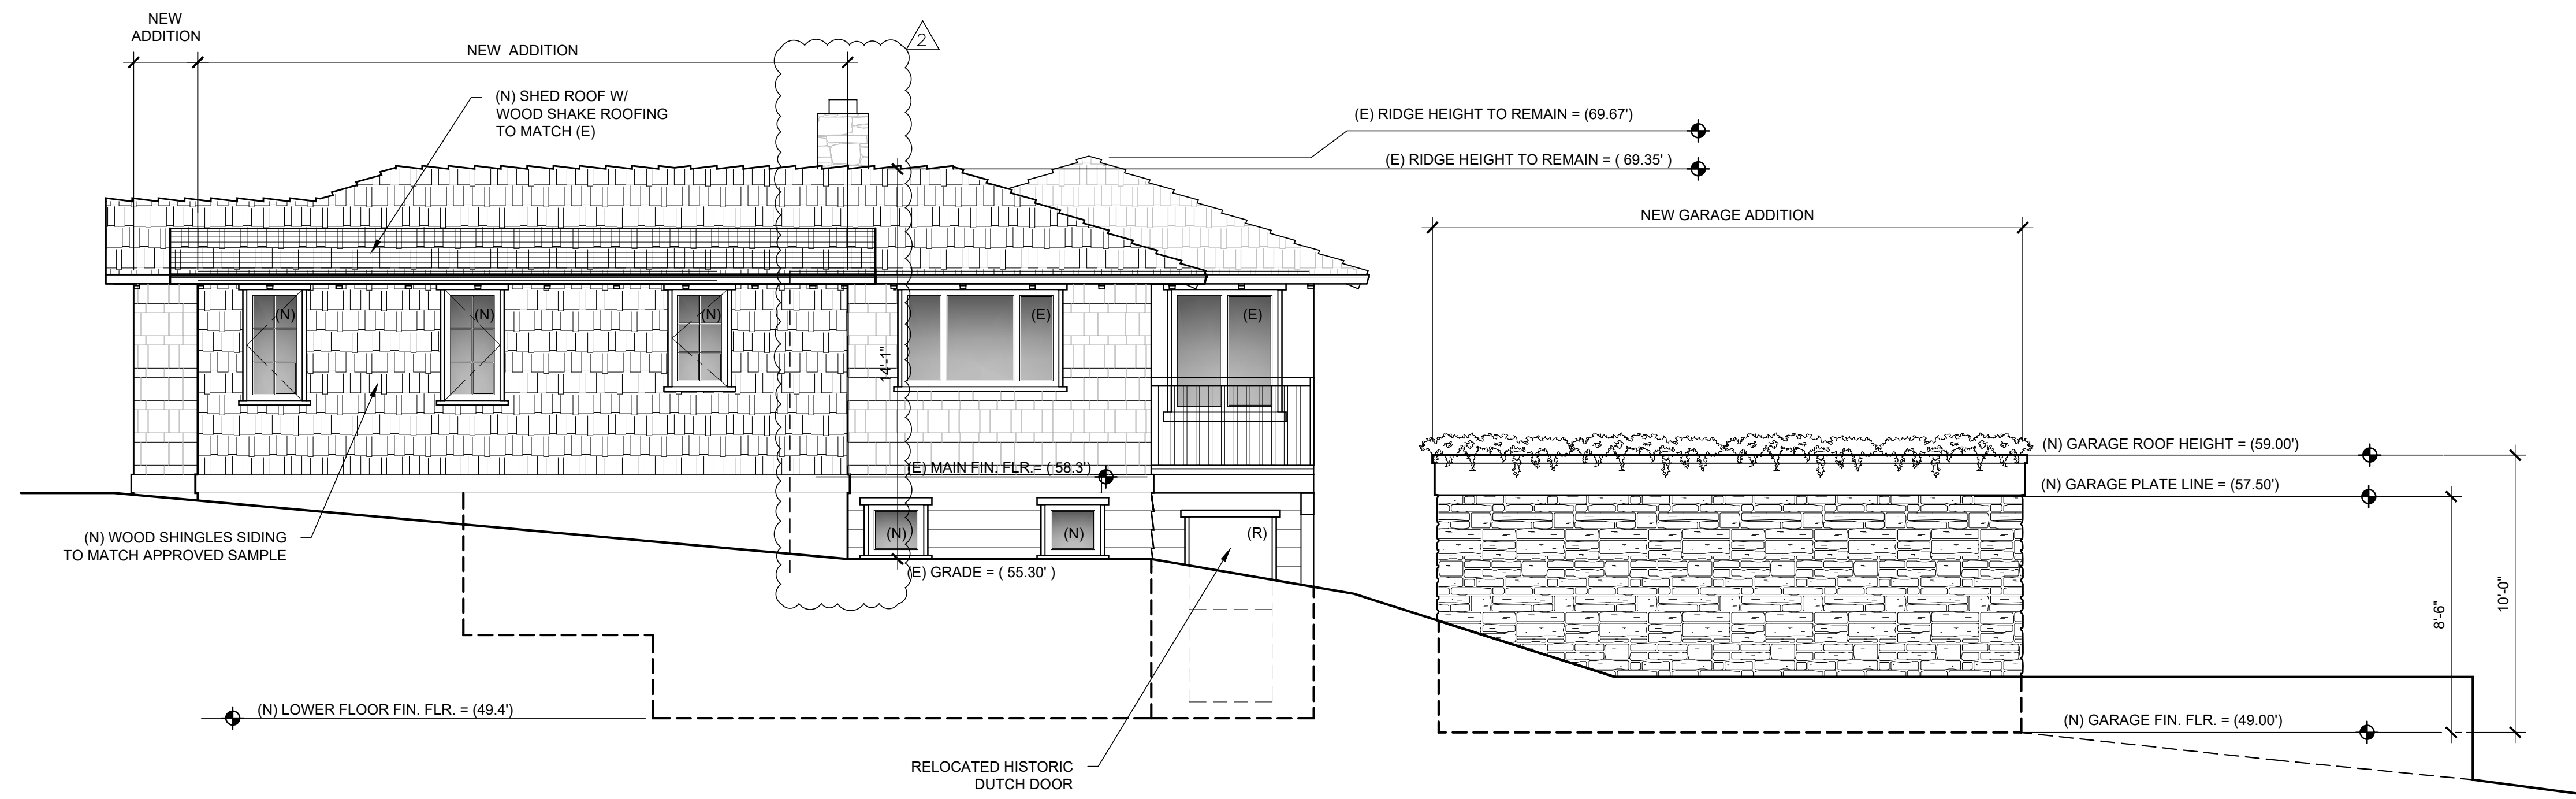 NEW
ADDITION
NEW ADDITION
2
(N) SHED ROOF W/
WOOD SHAKE ROOFING
TO MATCH (E)
(E) RIDGE HEIGHT TO REMAIN = (69.67')
(E) RIDGE HEIGHT TO REMAIN = ( 69.35' )
NEW GARAGE ADDITION
(N)
(N)
(N)
(E)
(E)
14'-1"
(N) GARAGE ROOF HEIGHT = (59.00')
(E) MAIN FIN. FLR.= ( 58.3')
(N) GARAGE PLATE LINE = (57.50')
(N) WOOD SHINGLES SIDING
TO MATCH APPROVED SAMPLE
(N)
(N)
(R)
(E) GRADE = ( 55.30' )
8'-6"
10'-0"
(N) LOWER FLOOR FIN. FLR. = (49.4')
(N) GARAGE FIN. FLR. = (49.00')
RELOCATED HISTORIC
DUTCH DOOR